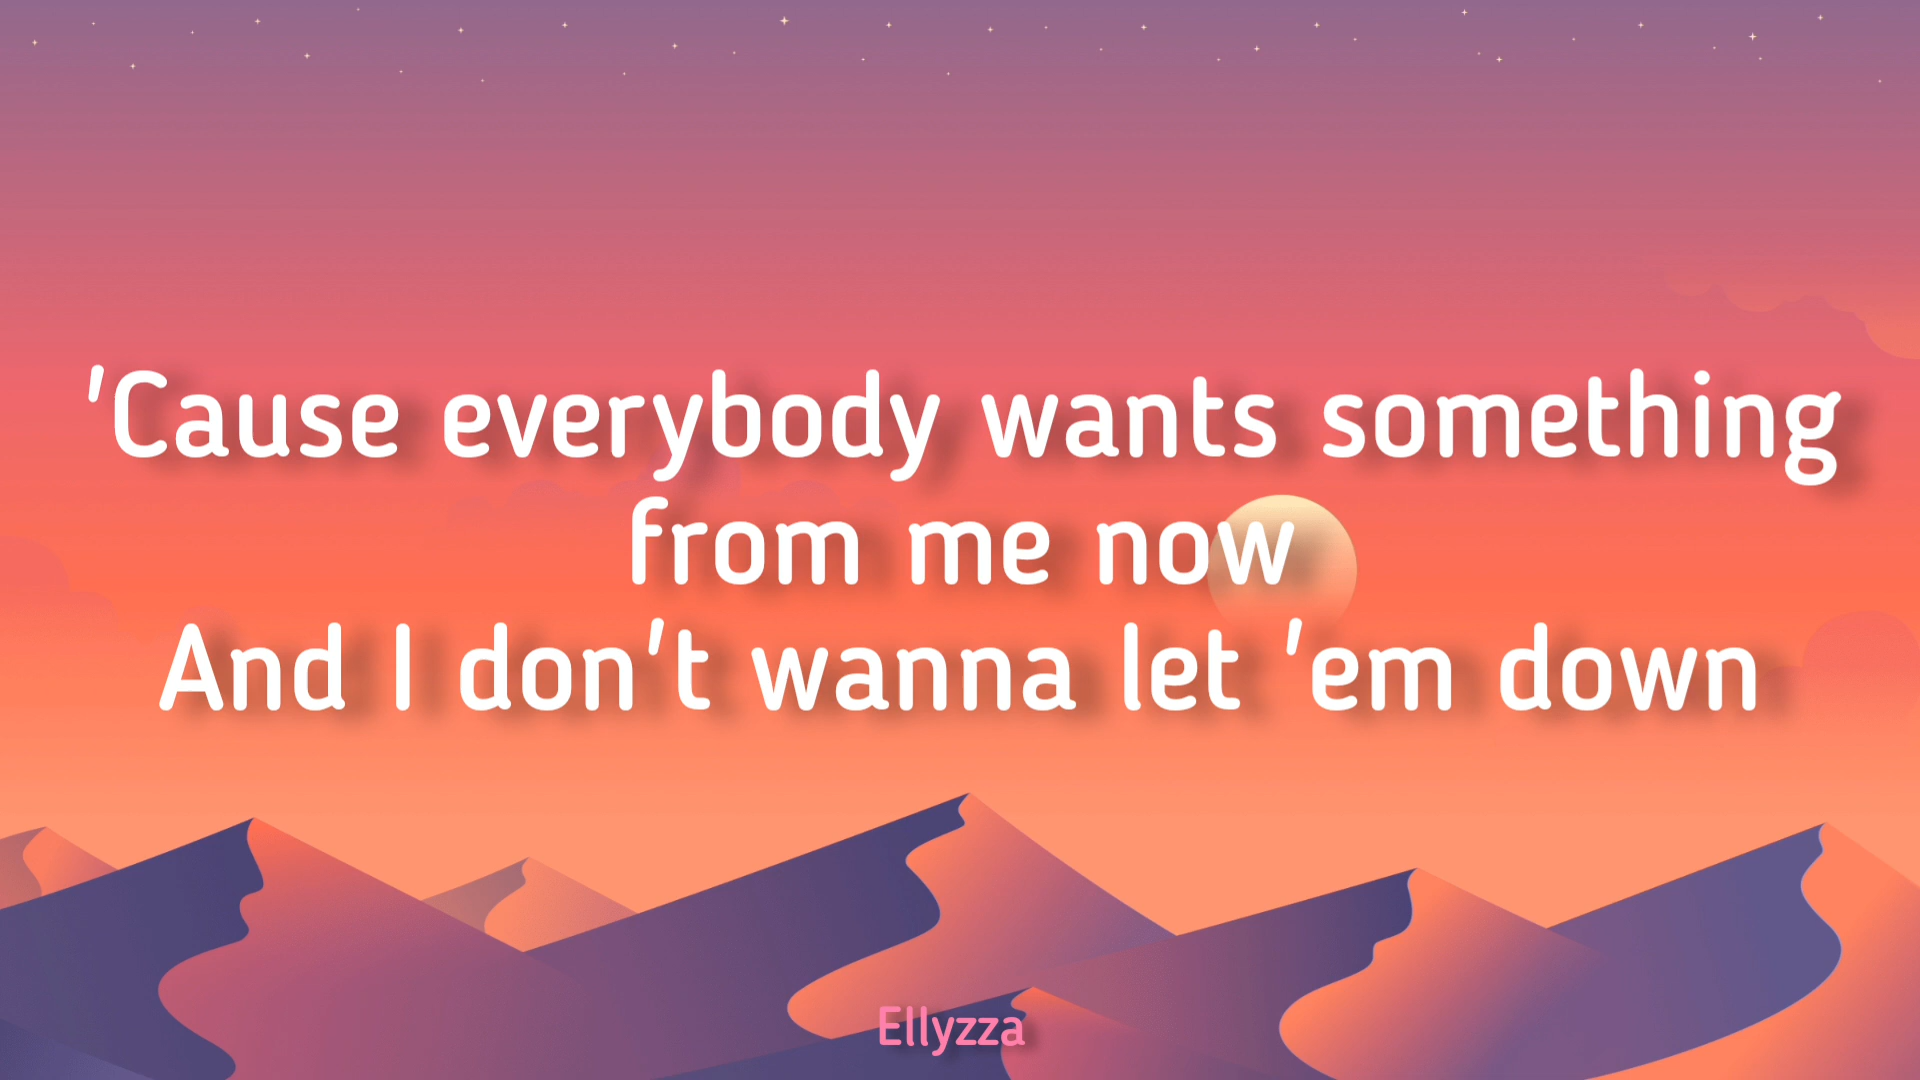 'Cause everybody wants something
from me now
And I don't wanna let 'em down
Ellyzza